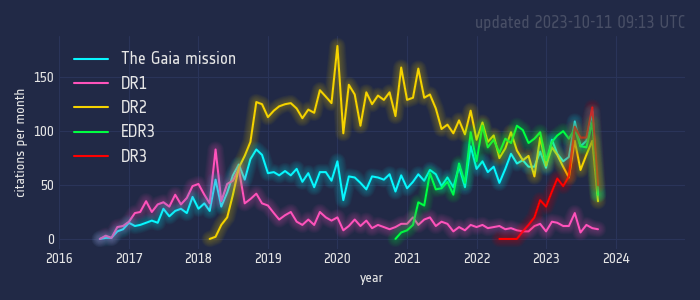 updated 2023-10-11 09:13 UTC
The Gaia mission
DR1
DR2
EDR3
DR3
citations per month
150
100
50
0
2016 2017 2018 2019 2020 2021 2022 2023 2024
year